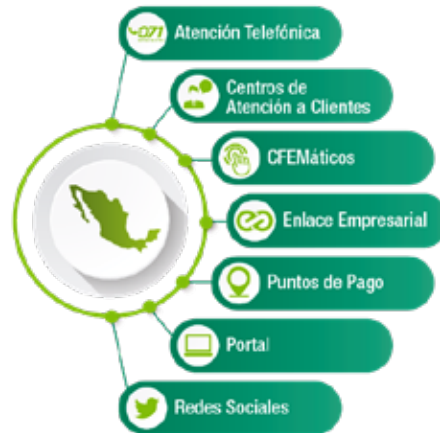 071
Atención Telefónica
Centros de
Atención a Clientes
CFEMáticos
Enlace Empresarial
Puntos de Pago
Portal
Redes Sociales